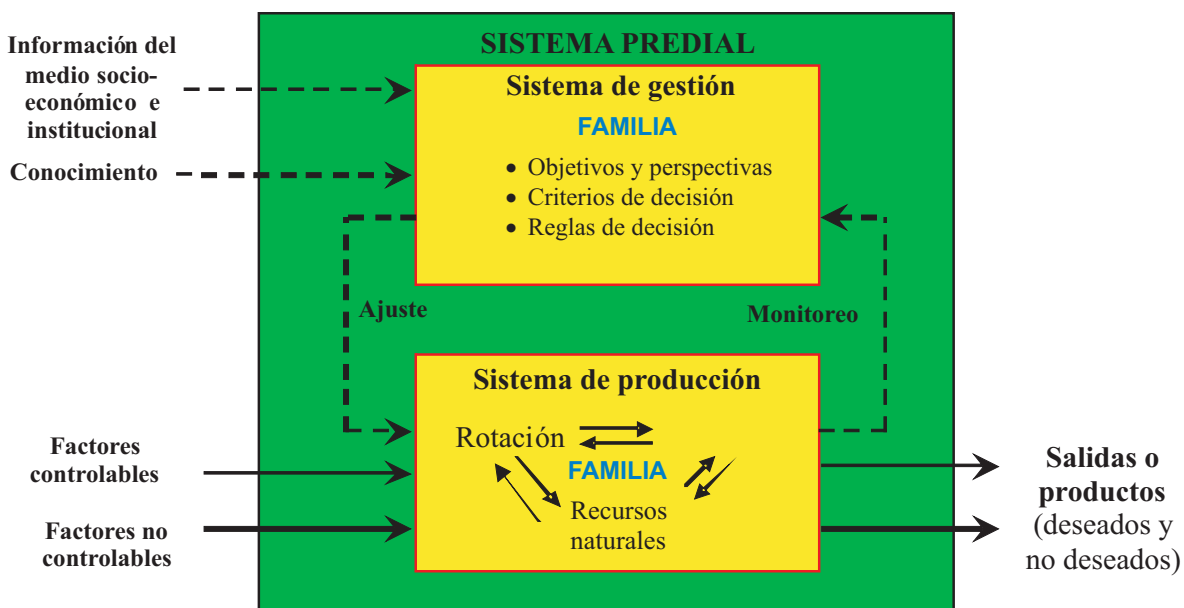 SISTEMA PREDIAL
Información del
medio socio-
económico e
institucional
Conocimiento
Sistema de gestión
FAMILIA
• Objetivos y perspectivas
• Criterios de decisión
• Reglas de decisión
Ajuste
Monitoreo
Sistema de producción
Rotación
FAMILIA
Recursos
naturales
Factores
controlables
Factores no
controlables
Salidas o
productos
(deseados y
no deseados)